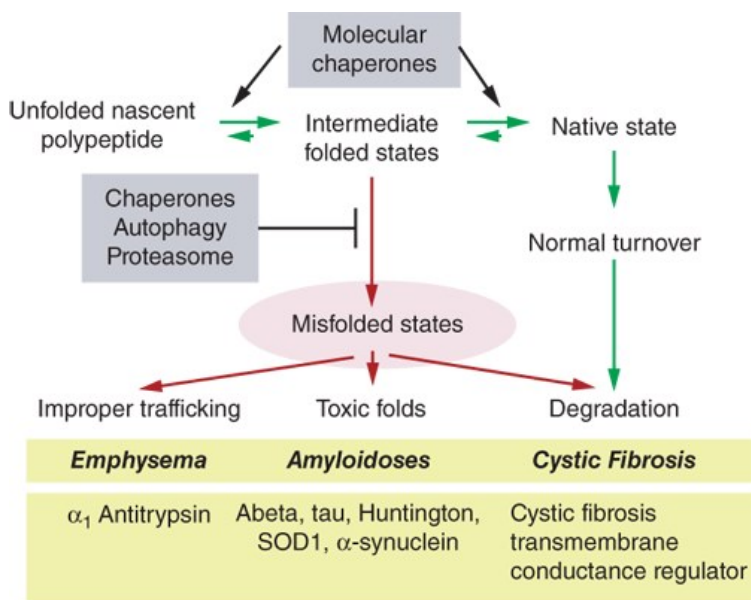 Molecular
chaperones
Unfolded nascent
polypeptide
Intermediate
folded states
Native state
Chaperones
Autophagy
Proteasome
Normal turnover
Misfolded states
Improper trafficking
Toxic folds
Degradation
Emphysema
Amyloidoses
Cystic Fibrosis
α₁ Antitrypsin
Abeta, tau, Huntington,
SOD1, α-synuclein
Cystic fibrosis
transmembrane
conductance regulator